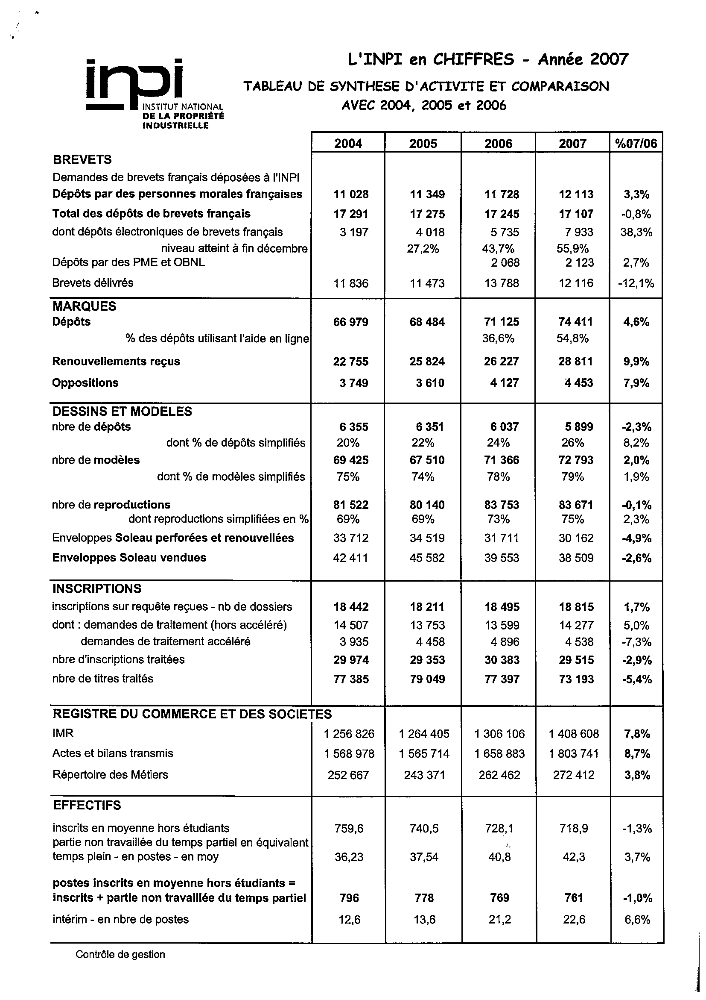 L'INPI en CHIFFRES - Année 2007
TABLEAU DE SYNTHESE D'ACTIVITE ET COMPARAISON
AVEC 2004, 2005 et 2006
inpi
INSTITUT NATIONAL
DE LA PROPRIÉTÉ
INDUSTRIELLE
2004 2005 2006 2007 %07/06
BREVETS
Demandes de brevets français déposées à l'INPI
Dépôts par des personnes morales françaises 11 028 11 349 11 728 12 113 3,3%
Total des dépôts de brevets français 17 291 17 275 17 245 17 107 -0,8%
dont dépôts électroniques de brevets français 3 197 4 018 5 735 7 933 38,3%
niveau atteint à fin décembre 27,2% 43,7% 55,9%
Dépôts par des PME et OBNL 2 068 2 123 2,7%
Brevets délivrés 11 836 11 473 13 788 12 116 -12,1%
MARQUES
Dépôts 66 979 68 484 71 125 74 411 4,6%
% des dépôts utilisant l'aide en ligne 36,6% 54,8%
Renouvellements reçus 22 755 25 824 26 227 28 811 9,9%
Oppositions 3 749 3 610 4 127 4 453 7,9%
DESSINS ET MODELES
nbre de dépôts 6 355 6 351 6 037 5 899 -2,3%
dont % de dépôts simplifiés 20% 22% 24% 26% 8,2%
nbre de modèles 69 425 67 510 71 366 72 793 2,0%
dont % de modèles simplifiés 75% 74% 78% 79% 1,9%
nbre de reproductions 81 522 80 140 83 753 83 671 -0,1%
dont reproductions simplifiées en % 69% 69% 73% 75% 2,3%
Enveloppes Soleau perforées et renouvellées 33 712 34 519 31 711 30 162 -4,9%
Enveloppes Soleau vendues 42 411 45 582 39 553 38 509 -2,6%
INSCRIPTIONS
inscriptions sur requête reçues - nb de dossiers 18 442 18 211 18 495 18 815 1,7%
dont : demandes de traitement (hors accéléré) 14 507 13 753 13 599 14 277 5,0%
demandes de traitement accéléré 3 935 4 458 4 896 4 538 -7,3%
nbre d'inscriptions traitées 29 974 29 353 30 383 29 515 -2,9%
nbre de titres traités 77 385 79 049 77 397 73 193 -5,4%
REGISTRE DU COMMERCE ET DES SOCIETES
IMR 1 256 826 1 264 405 1 306 106 1 408 608 7,8%
Actes et bilans transmis 1 568 978 1 565 714 1 658 883 1 803 741 8,7%
Répertoire des Métiers 252 667 243 371 262 462 272 412 3,8%
EFFECTIFS
inscrits en moyenne hors étudiants 759,6 740,5 728,1 718,9 -1,3%
partie non travaillée du temps partiel en équivalent
temps plein - en postes - en moy 36,23 37,54 40,8 42,3 3,7%
postes inscrits en moyenne hors étudiants =
inscrits + partie non travaillée du temps partiel 796 778 769 761 -1,0%
intérim - en nbre de postes 12,6 13,6 21,2 22,6 6,6%
Contrôle de gestion